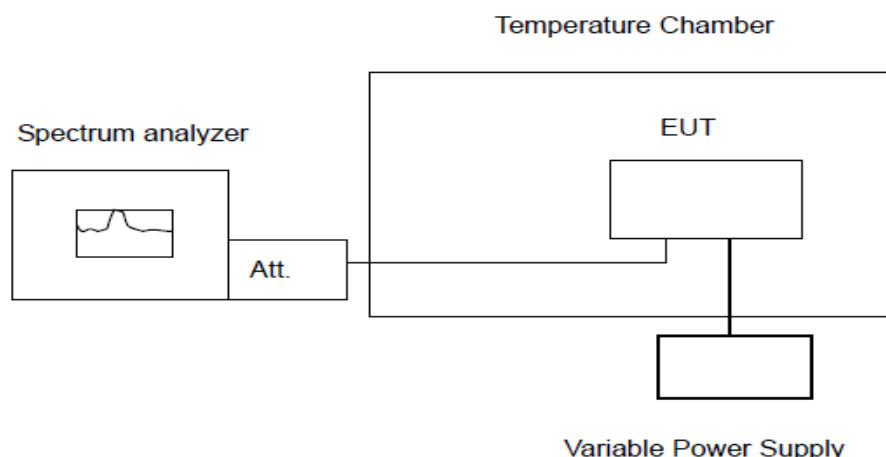 Temperature Chamber
Spectrum analyzer
EUT
Att.
Variable Power Supply